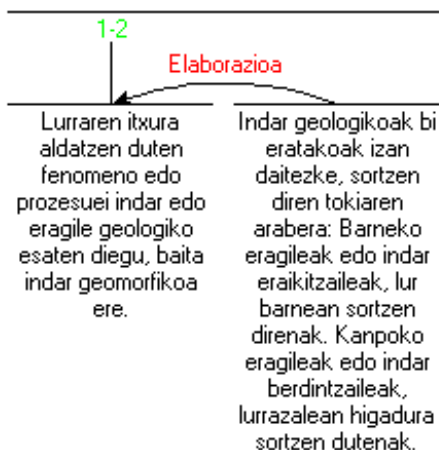 1-2
Elaborazioa
Lurraren itxura
aldatzen duten
fenomeno edo
prozesuei indar edo
eragile geologiko
esaten diegu, baita
indar geomorfikoa
ere.
Indar geologikoak bi
eratakoak izan
daitezke, sortzen
diren tokiaren
arabera: Barneko
eragileak edo indar
eraikitzaileak, lur
barnean sortzen
direnak. Kanpoko
eragileak edo indar
berdintzaileak,
lurrazalean higadura
sortzen dutenak.